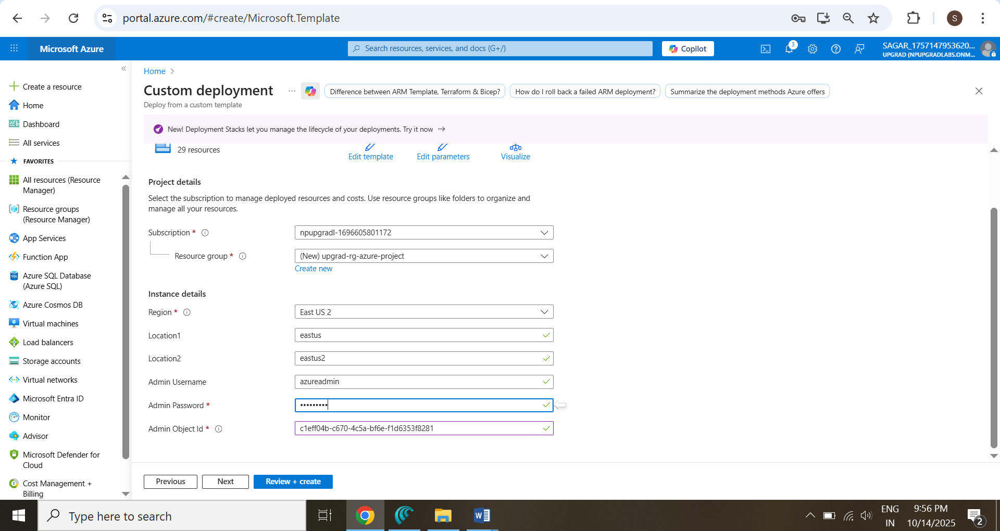 portal.azure.com/#create/Microsoft.Template
S
Microsoft Azure
Search resources, services, and docs (G+/)
Copilot
3
SAGAR_1757147953620...
UPGRAD (NPUPGRADLABS.ONM...
Create a resource
Home
Dashboard
All services
FAVORITES
All resources (Resource
Manager)
Resource groups
(Resource Manager)
App Services
Function App
SQL
Azure SQL Database
(Azure SQL)
Azure Cosmos DB
Virtual machines
Load balancers
Storage accounts
Virtual networks
Microsoft Entra ID
Monitor
Advisor
Microsoft Defender for
Cloud
Cost Management +
Billing
Home
Custom deployment
...
Difference between ARM Template, Terraform & Bicep?
How do I roll back a failed ARM deployment?
Summarize the deployment methods Azure offers
Deploy from a custom template
New! Deployment Stacks let you manage the lifecycle of your deployments. Try it now →
29 resources
Edit template
Edit parameters
Visualize
Project details
Select the subscription to manage deployed resources and costs. Use resource groups like folders to organize and
manage all your resources.
Subscription *
npupgradl-1696605801172
Resource group *
(New) upgrad-rg-azure-project
Create new
Instance details
Region *
East US 2
Location1
eastus
Location2
eastus2
Admin Username
azureadmin
Admin Password *
•••••••••
Admin Object Id *
c1eff04b-c670-4c5a-bf6e-f1d6353f8281
Previous
Next
Review + create
Type here to search
W
ENG
IN
9:56 PM
10/14/2025
2